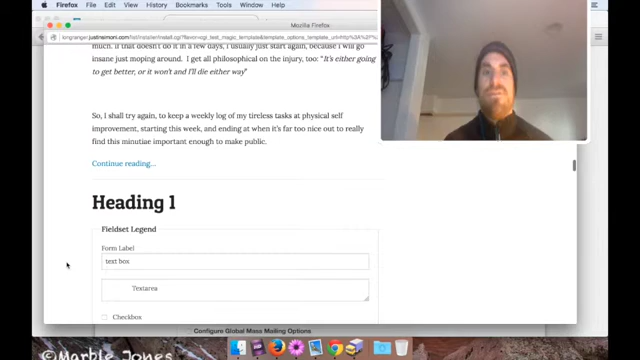 Firefox File Edit View History Bookmarks Tools Window Help
Mozilla Firefox
much. If that doesn't do it in a few days, I usually just start again, because I will go
insane just moping around. I get all philosophical on the injury, too: "It's either going
to get better, or it won't and I'll die either way"
So, I shall try again, to keep a weekly log of my tireless tasks at physical self
improvement, starting this week, and ending at when it's far too nice out to really
find this minutiae important enough to make public.
Continue reading...
Heading 1
Fieldset Legend
Form Label
text box
Textarea
Checkbox
Configure Global Mass Mailing Options
©Marble Jones